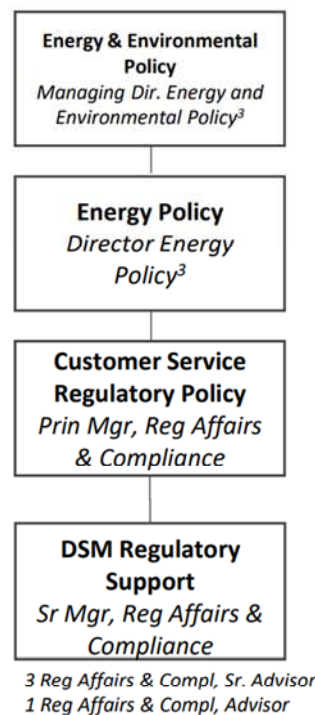 Energy & Environmental
Policy
Managing Dir. Energy and
Environmental Policy³
Energy Policy
Director Energy
Policy³
Customer Service
Regulatory Policy
Prin Mgr, Reg Affairs
& Compliance
DSM Regulatory
Support
Sr Mgr, Reg Affairs &
Compliance
3 Reg Affairs & Compl, Sr. Advisor
1 Reg Affairs & Compl, Advisor